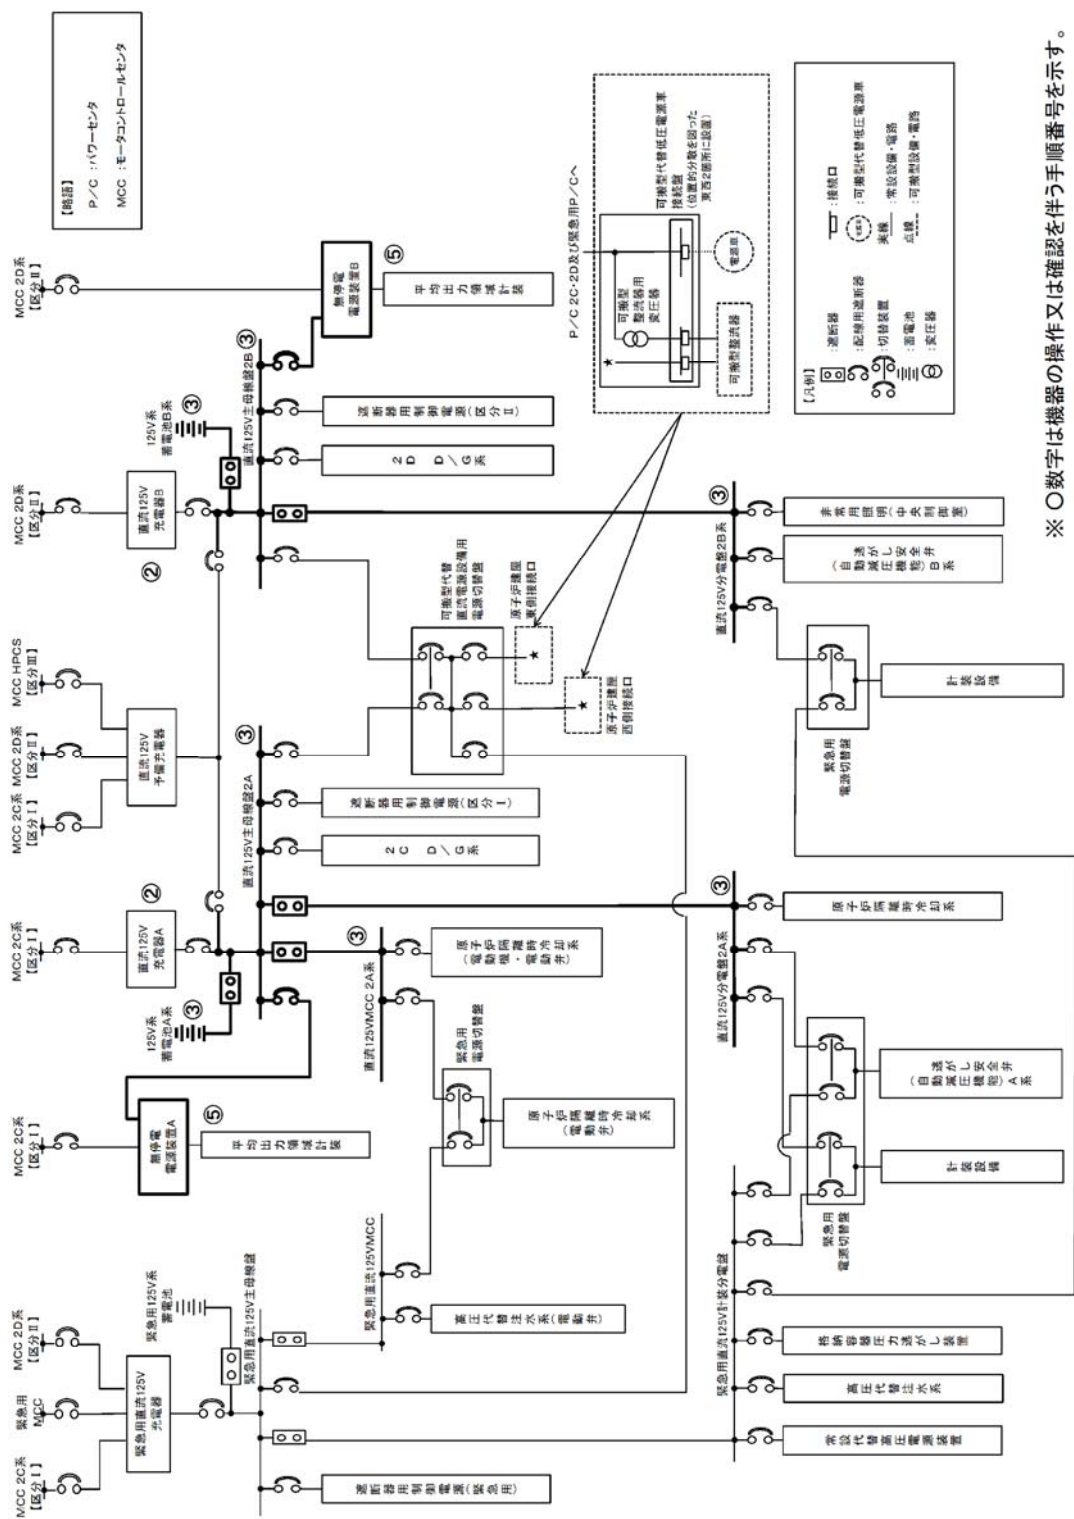 MCC 2C系
【区分Ⅰ】
緊急用
MCC
MCC 2D系
【区分Ⅱ】
緊急用直流125V
充電器
緊急用125V系
蓄電池
緊急用直流125V主母線盤
遮断器用制御電源(緊急用)
緊急用直流125VMCC
高圧代替注水系(電動弁)
緊急用直流125V計装分電盤
常設代替高圧電源装置
高圧代替注水系
格納容器圧力逃がし装置
緊急用
電源切替盤
計装設備
逃がし安全弁
(自動減圧機能)A系
MCC 2C系
【区分Ⅰ】
無停電
電源装置A
⑤
平均出力領域計装
125V系
蓄電池A系
③
MCC 2C系
【区分Ⅰ】
直流125V
充電器A
②
直流125V主母線盤2A
③
直流125VMCC 2A系
③
原子炉隔離時冷却系
(電動機・電動弁)
緊急用
電源切替盤
原子炉隔離時冷却系
(電動弁)
2C D/G系
遮断器用制御電源(区分Ⅰ)
直流125V分電盤2A系
③
原子炉隔離時冷却系
MCC 2C系
【区分Ⅰ】
MCC 2D系
【区分Ⅱ】
MCC HPCS
【区分Ⅲ】
直流125V
予備充電器
可搬型代替
直流電源設備用
電源切替盤
原子炉建屋
西側接続口
★
原子炉建屋
東側接続口
★
緊急用
電源切替盤
計装設備
MCC 2D系
【区分Ⅱ】
直流125V
充電器B
②
125V系
蓄電池B系
③
直流125V主母線盤2B
③
2D D/G系
遮断器用制御電源(区分Ⅱ)
直流125V分電盤2B系
③
逃がし安全弁
(自動減圧機能)B系
非常用照明(中央制御室)
MCC 2D系
【区分Ⅱ】
無停電
電源装置B
⑤
平均出力領域計装
P/C 2C・2D及び緊急用P/Cへ
★
可搬型
整流器用
変圧器
可搬型整流器
電源車
可搬型代替低圧電源車
接続盤
(位置的分散を図った
東西2箇所に設置)
【略語】
P/C :パワーセンタ
MCC :モータコントロールセンタ
【凡例】
:遮断器
:配線用遮断器
:切替装置
:蓄電池
:変圧器
:接続口
電源車
:可搬型代替低圧電源車
実線 :常設設備・電路
点線 :可搬型設備・電路
※ ○数字は機器の操作又は確認を伴う手順番号を示す。